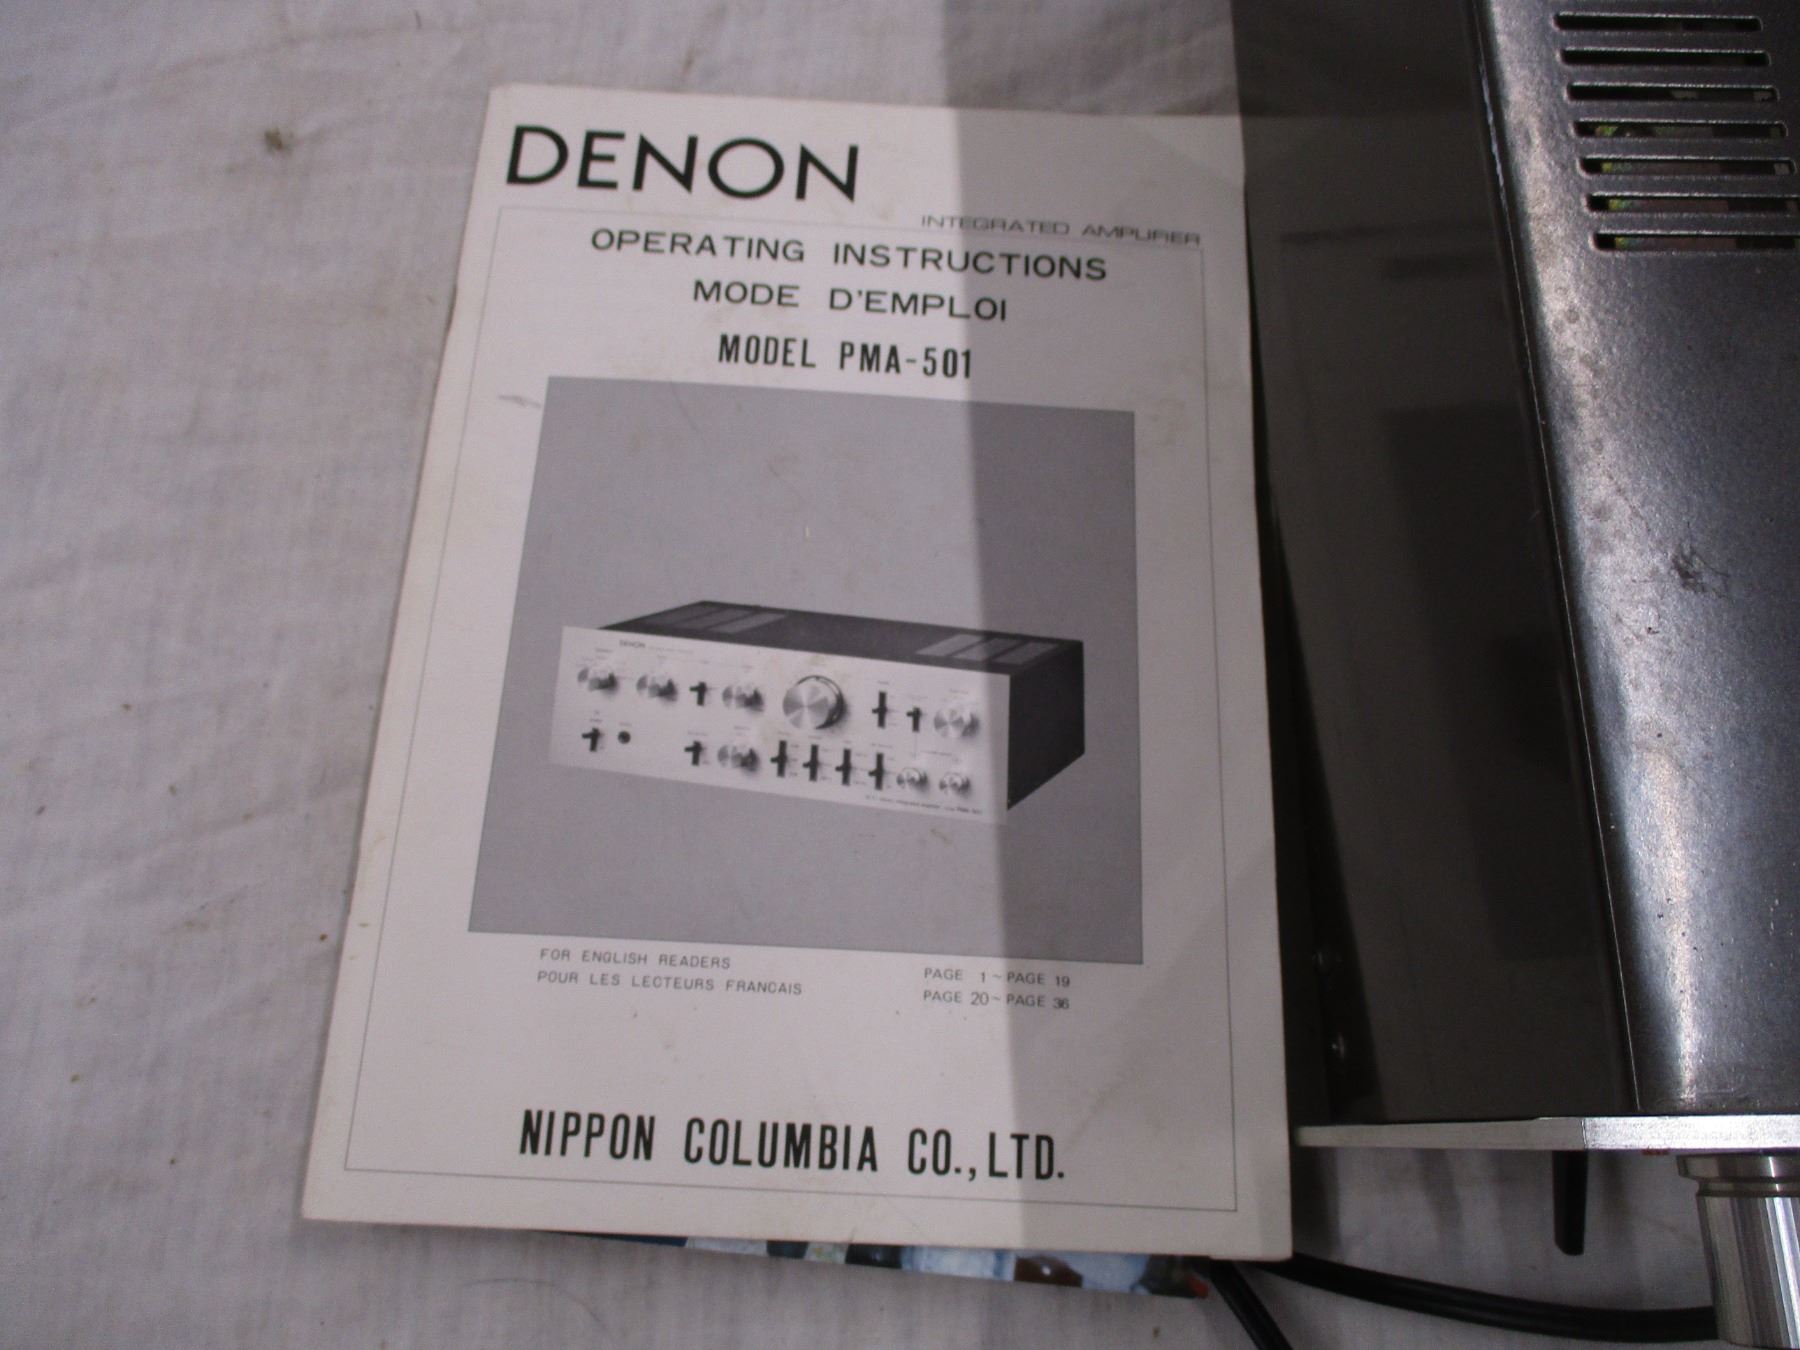 DENON
INTEGRATED AMPLIFIER
OPERATING INSTRUCTIONS
MODE D'EMPLOI
MODEL PMA-501
DENON
FOR ENGLISH READERS PAGE 1 ~ PAGE 19
POUR LES LECTEURS FRANCAIS PAGE 20 ~ PAGE 36
NIPPON COLUMBIA CO., LTD.